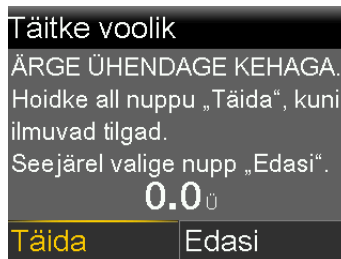 Täitke voolik
ÄRGE ÜHENDAGE KEHAGA.
Hoidke all nuppu „Täida“, kuni
ilmuvad tilgad.
Seejärel valige nupp „Edasi“.
0.0 ü
Täida
Edasi